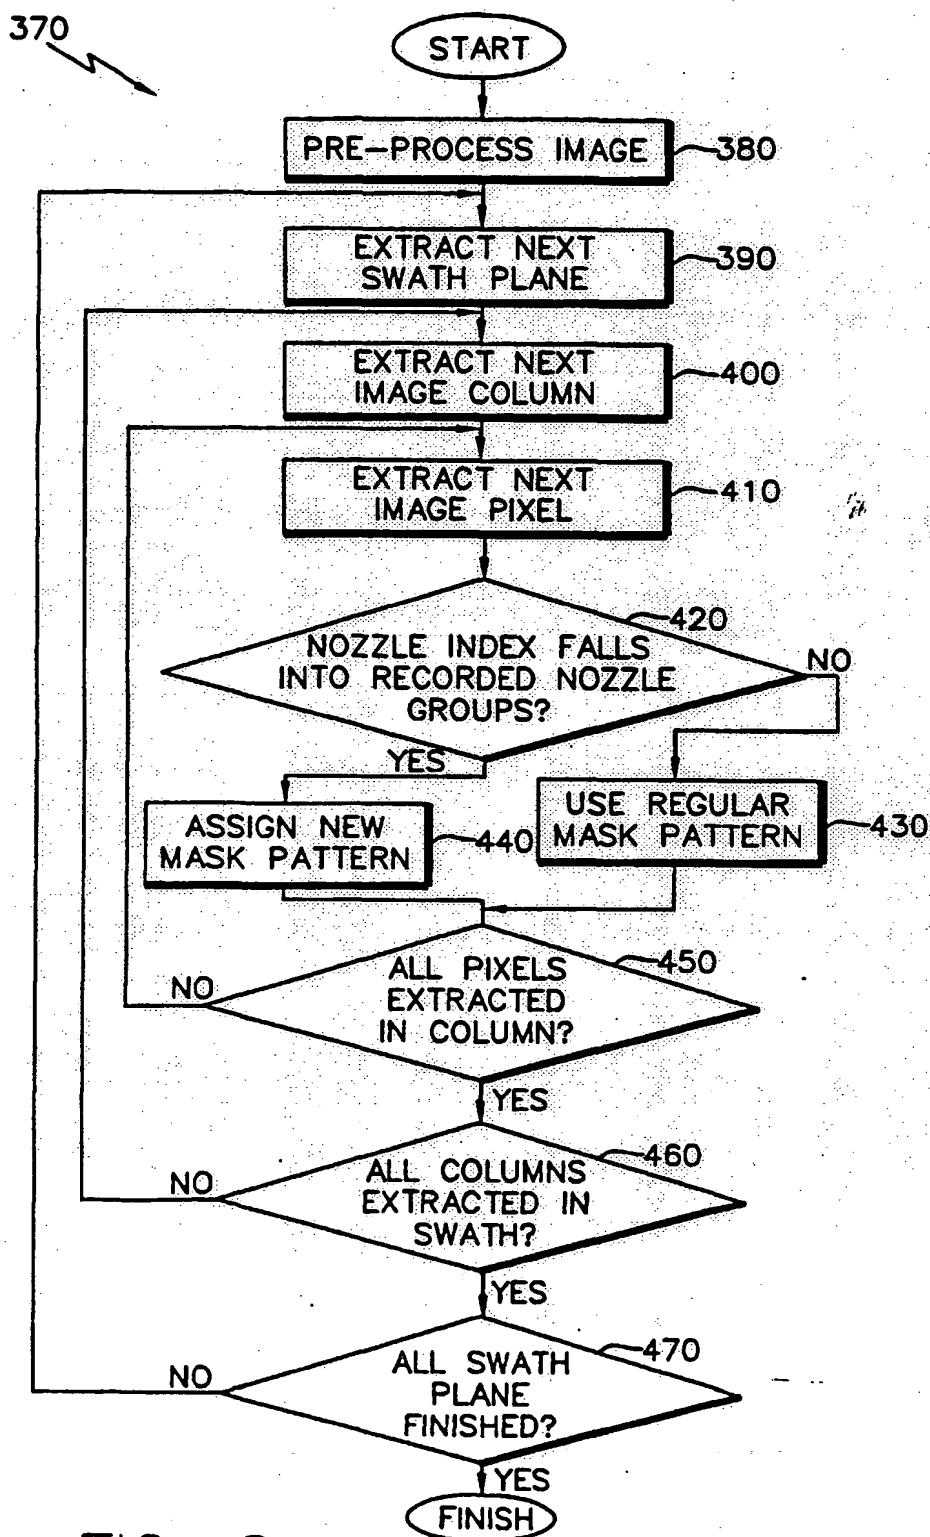 370
START
PRE-PROCESS IMAGE
380
EXTRACT NEXT
SWATH PLANE
390
EXTRACT NEXT
IMAGE COLUMN
400
EXTRACT NEXT
IMAGE PIXEL
410
420
NOZZLE INDEX FALLS
INTO RECORDED NOZZLE
GROUPS?
NO
YES
ASSIGN NEW
MASK PATTERN
440
USE REGULAR
MASK PATTERN
430
450
ALL PIXELS
EXTRACTED
IN COLUMN?
NO
YES
460
ALL COLUMNS
EXTRACTED IN
SWATH?
NO
YES
470
ALL SWATH
PLANE
FINISHED?
NO
YES
FINISH